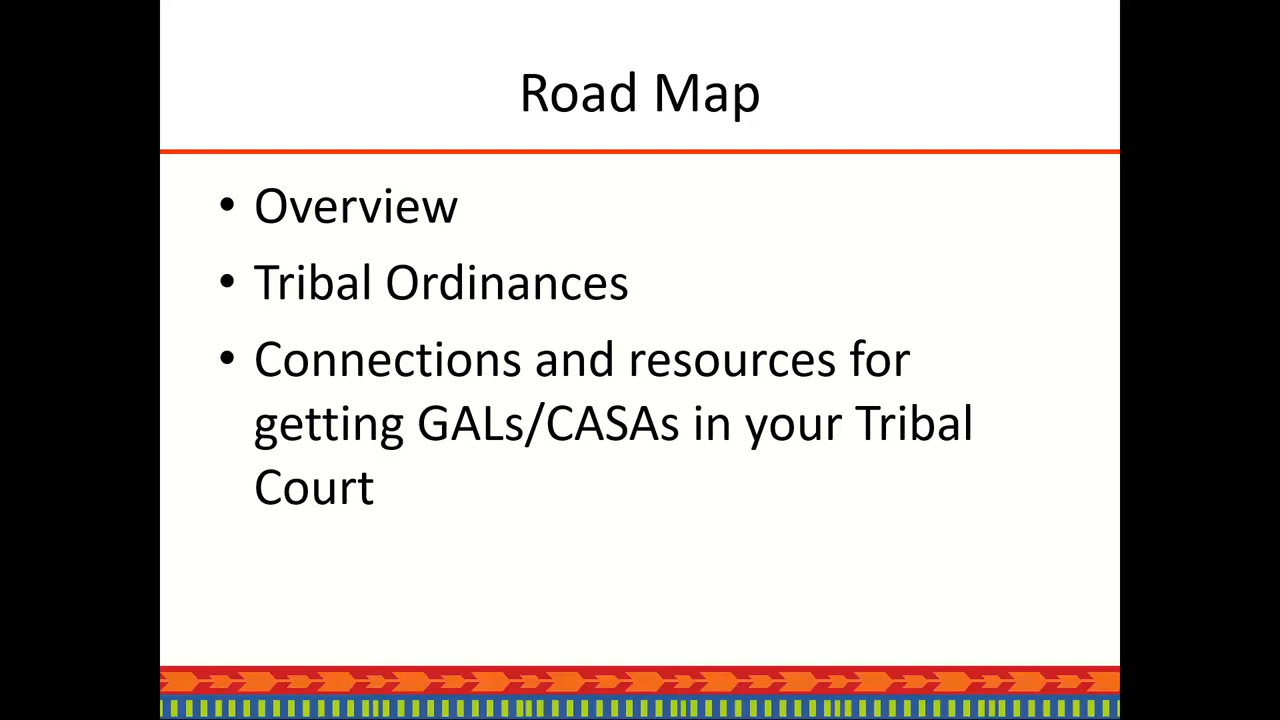 Road Map
• Overview
• Tribal Ordinances
• Connections and resources for
getting GALs/CASAs in your Tribal
Court